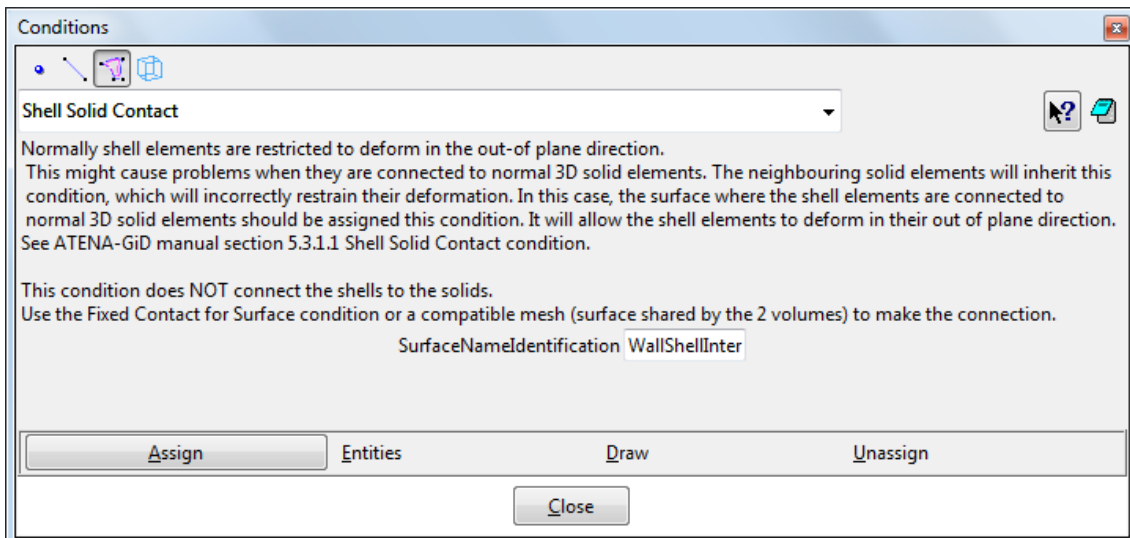 Conditions
Shell Solid Contact
Normally shell elements are restricted to deform in the out-of plane direction.
This might cause problems when they are connected to normal 3D solid elements. The neighbouring solid elements will inherit this
condition, which will incorrectly restrain their deformation. In this case, the surface where the shell elements are connected to
normal 3D solid elements should be assigned this condition. It will allow the shell elements to deform in their out of plane direction.
See ATENA-GiD manual section 5.3.1.1 Shell Solid Contact condition.
This condition does NOT connect the shells to the solids.
Use the Fixed Contact for Surface condition or a compatible mesh (surface shared by the 2 volumes) to make the connection.
SurfaceNameIdentification WallShellInter
Assign Entities Draw Unassign
Close